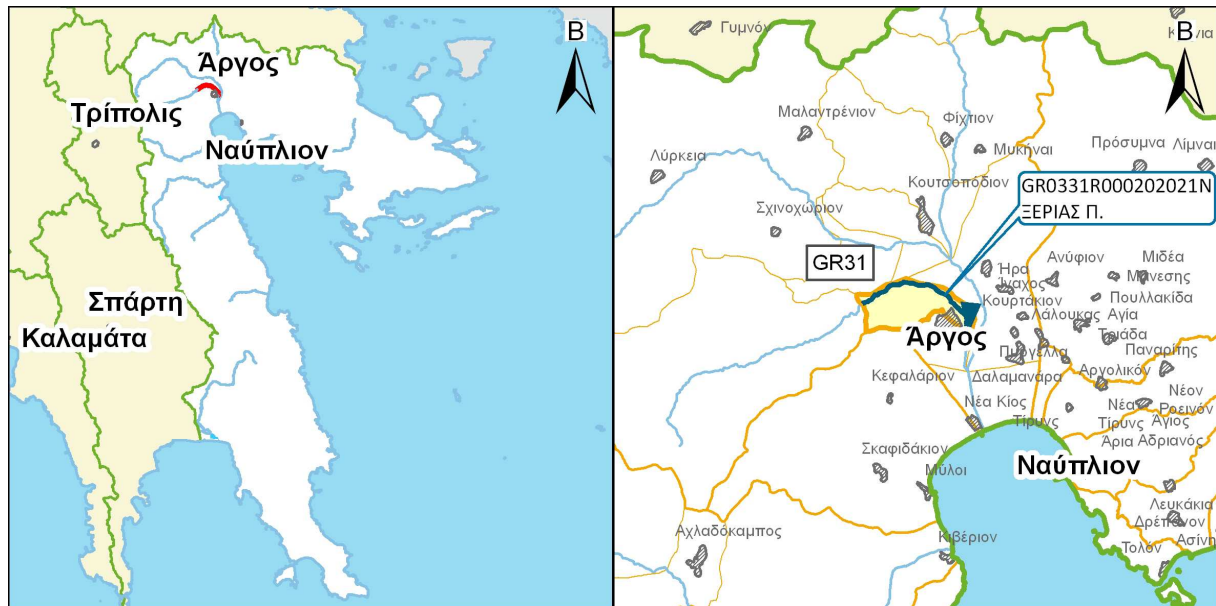 B
Άργος
Τρίπολις
Ναύπλιον
Σπάρτη
Καλαμάτα
B
Γυμνόν
Μαλαντρένιον
Φίχτιον
Μυκήναι
Πρόσυμνα
Λίμναι
Λύρκεια
Κουτσοπόδιον
GR0331R000202021N
ΞΕΡΙΑΣ Π.
Σχινοχώριον
GR31
Ήρα
Ίναχος
Ανύφιον
Μιδέα
Μάνεσης
Κουρτάκιον
Πουλλακίδα
Λάλουκας
Αγία
Τριάδα
Άργος
Πυργέλλα
Παναρίτης
Κεφαλάριον
Δαλαμανάρα
Αργολικόν
Νέα Κίος
Τίρυνς
Νέα
Τίρυνς
Νέον
Ροεινόν
Άγιος
Αδριανός
Άρια
Σκαφιδάκιον
Μύλοι
Ναύπλιον
Λευκάκια
Δρέπανον
Ασίνη
Τολόν
Αχλαδόκαμπος
Κιβέριον